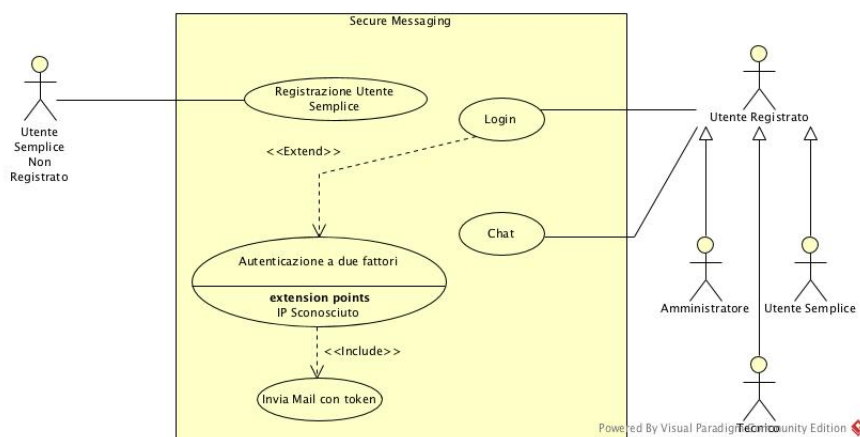 Secure Messaging
Registrazione Utente
Semplice
Login
Utente Registrato
Utente
Semplice
Non
Registrato
<<Extend>>
Chat
Autenticazione a due fattori
extension points
IP Sconosciuto
Amministratore
Utente Semplice
<<Include>>
Invia Mail con token
Tecnico
Powered By Visual Paradigm Community Edition